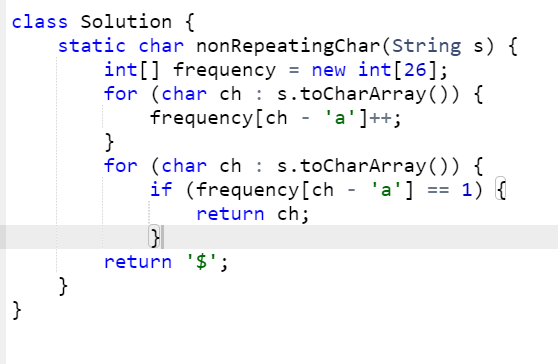 class Solution {
    static char nonRepeatingChar(String s) {
        int[] frequency = new int[26];
        for (char ch : s.toCharArray()) {
            frequency[ch - 'a']++;
        }
        for (char ch : s.toCharArray()) {
            if (frequency[ch - 'a'] == 1) {
                return ch;
            }
        return '$';
    }
}